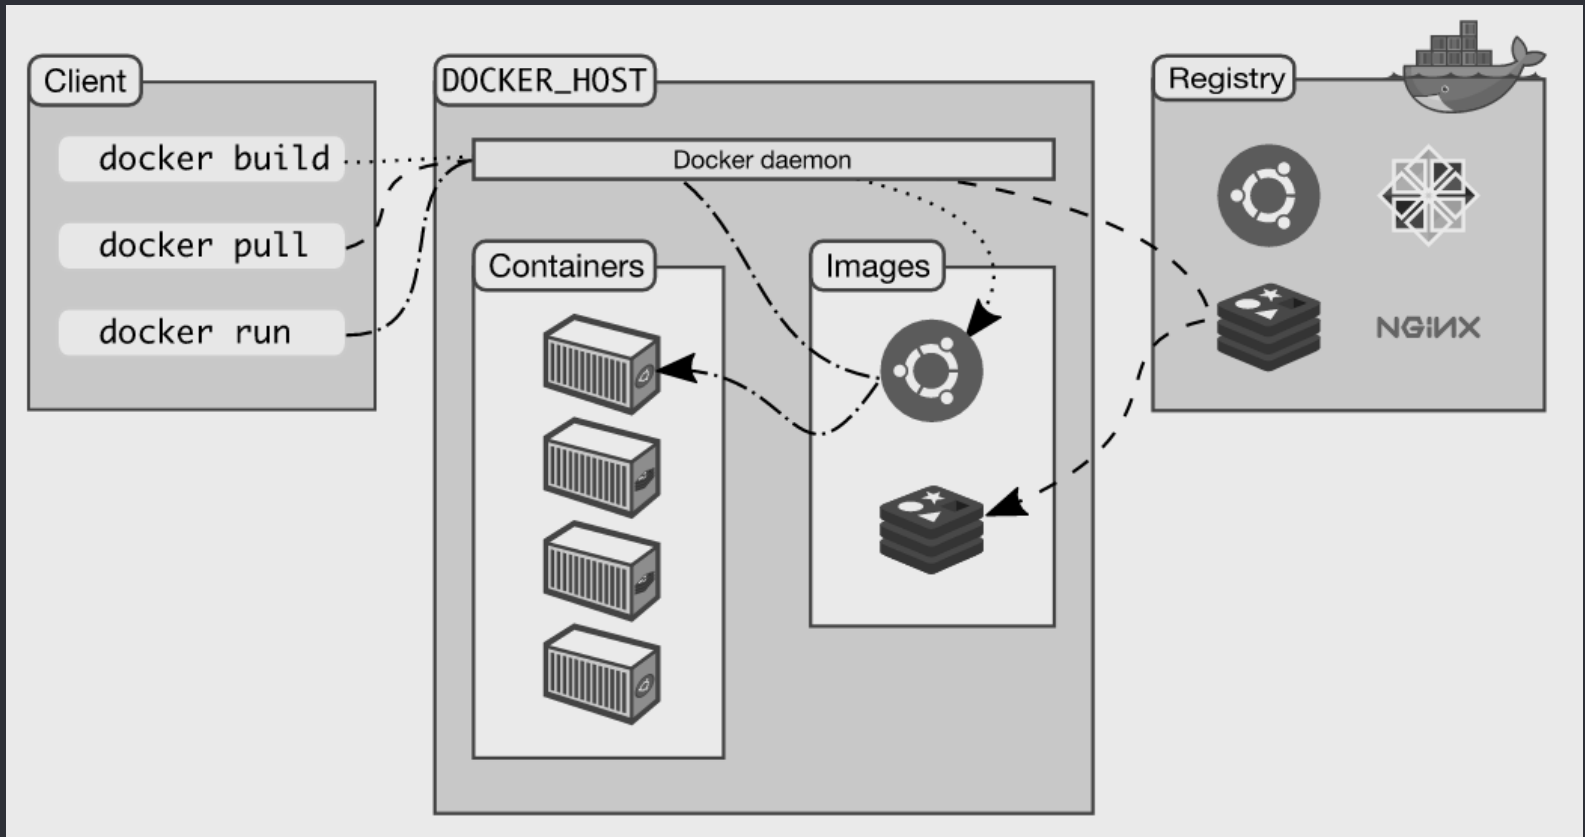 Client
docker build
docker pull
docker run
DOCKER_HOST
Docker daemon
Containers
Images
Registry
NGiNX